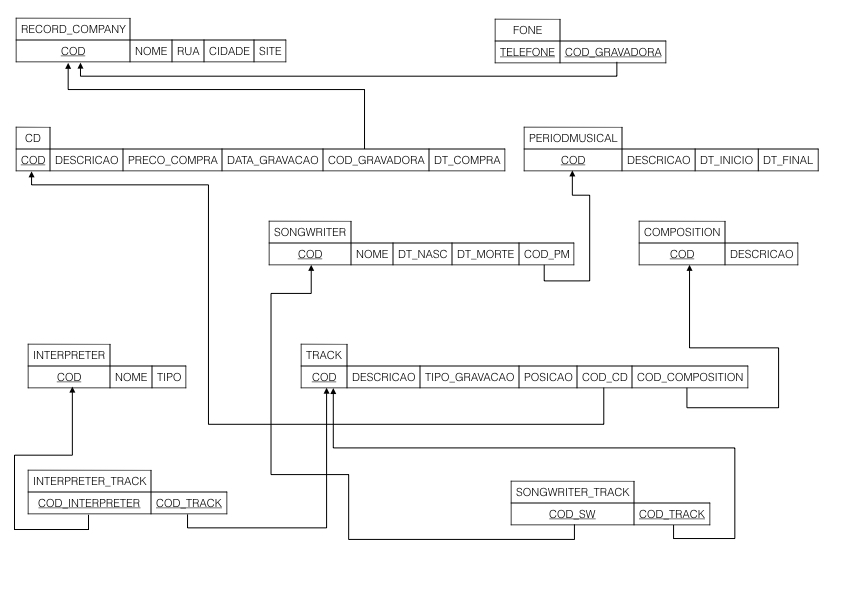 RECORD_COMPANY
COD NOME RUA CIDADE SITE
FONE
TELEFONE COD_GRAVADORA
CD
COD DESCRICAO PRECO_COMPRA DATA_GRAVACAO COD_GRAVADORA DT_COMPRA
PERIODMUSICAL
COD DESCRICAO DT_INICIO DT_FINAL
SONGWRITER
COD NOME DT_NASC DT_MORTE COD_PM
COMPOSITION
COD DESCRICAO
INTERPRETER
COD NOME TIPO
TRACK
COD DESCRICAO TIPO_GRAVACAO POSICAO COD_CD COD_COMPOSITION
INTERPRETER_TRACK
COD_INTERPRETER COD_TRACK
SONGWRITER_TRACK
COD_SW COD_TRACK